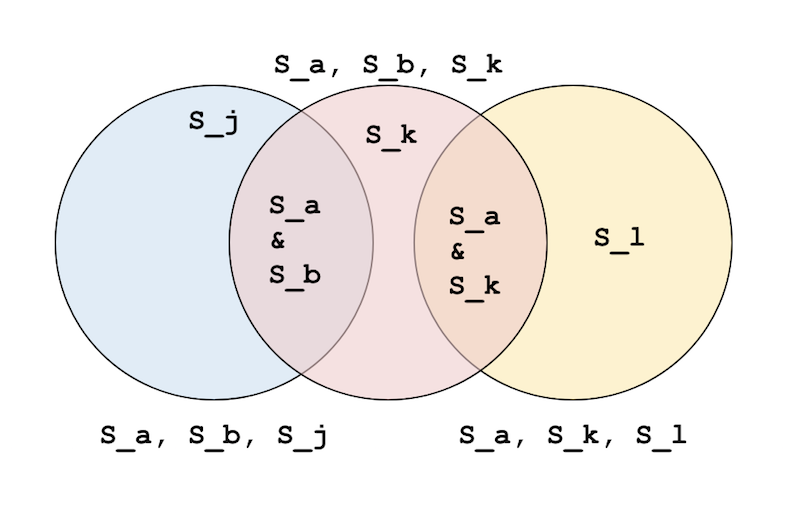 S_a, S_b, S_k
S_j
S_k
S_a
&
S_b
S_a
&
S_k
S_l
S_a, S_b, S_j
S_a, S_k, S_l